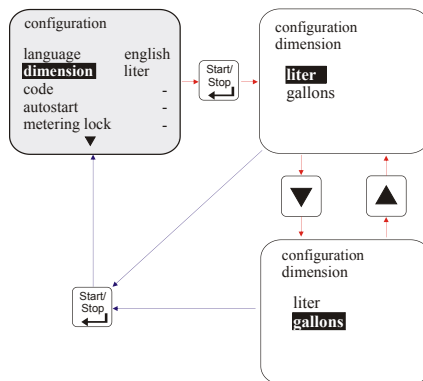 configuration
language english
dimension liter
code -
autostart -
metering lock -
Start/
Stop
configuration
dimension
liter
gallons
configuration
dimension
liter
gallons
Start/
Stop